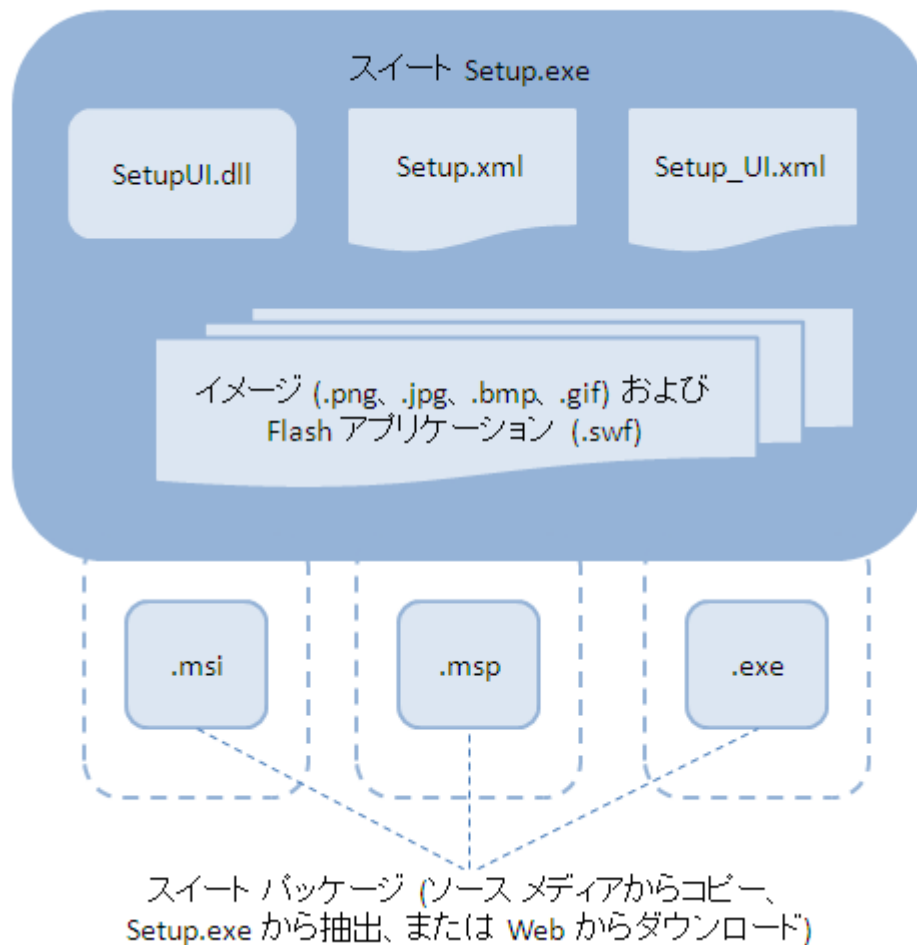 スイート Setup.exe
SetupUI.dll
Setup.xml
Setup_UI.xml
イメージ (.png、.jpg、.bmp、.gif) および
Flash アプリケーション (.swf)
.msi
.msp
.exe
スイート パッケージ (ソース メディアからコピー、
Setup.exe から抽出、または Web からダウンロード)